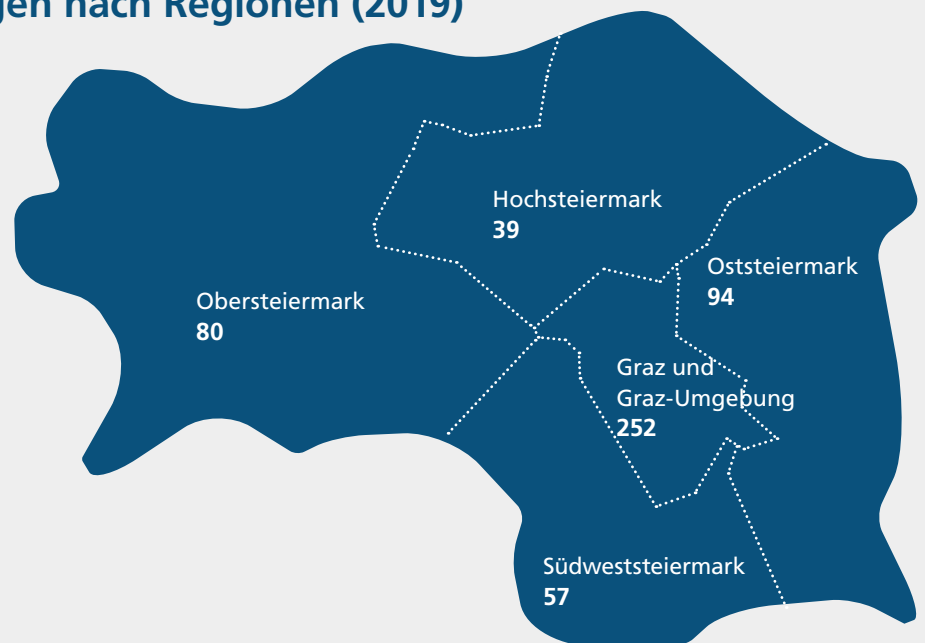 nach Regionen (2019)
Hochsteiermark
39
Oststeiermark
94
Obersteiermark
80
Graz und
Graz-Umgebung
252
Südweststeiermark
57